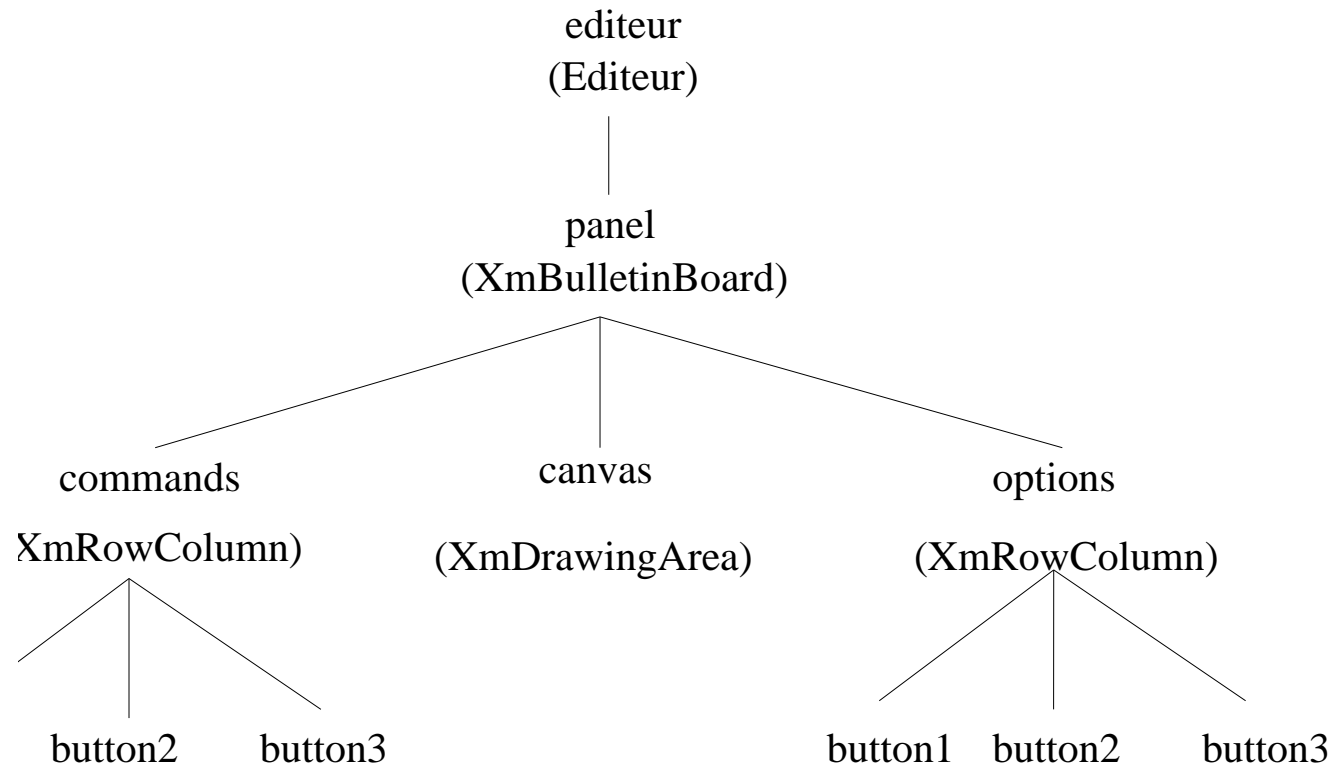 editeur
(Editeur)
panel
(XmBulletinBoard)
commands
canvas
options
XmRowColumn)
(XmDrawingArea)
(XmRowColumn)
button2
button3
button1
button2
button3